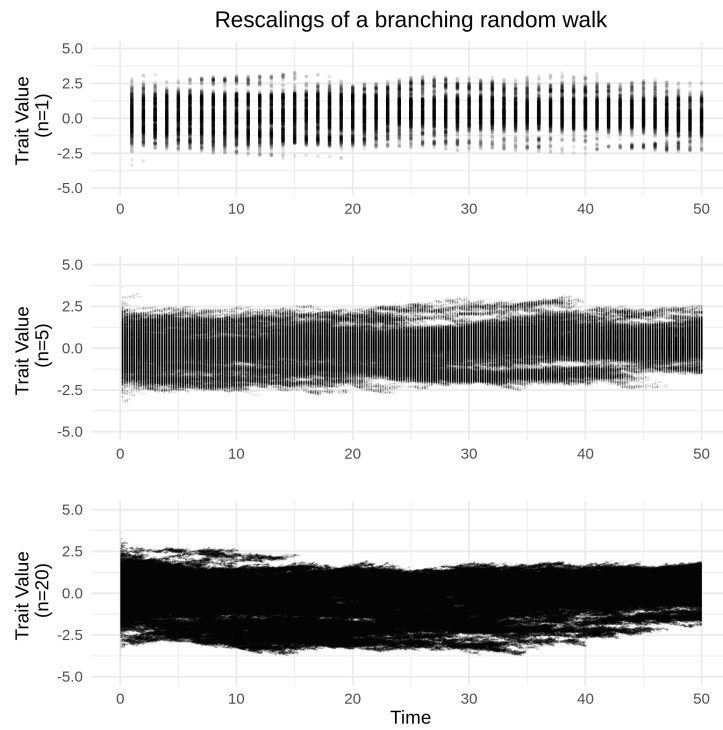 Rescalings of a branching random walk
Trait Value
(n=1)
5.0
2.5
0.0
-2.5
-5.0
0 10 20 30 40 50
Trait Value
(n=5)
5.0
2.5
0.0
-2.5
-5.0
0 10 20 30 40 50
Trait Value
(n=20)
5.0
2.5
0.0
-2.5
-5.0
0 10 20 30 40 50
Time